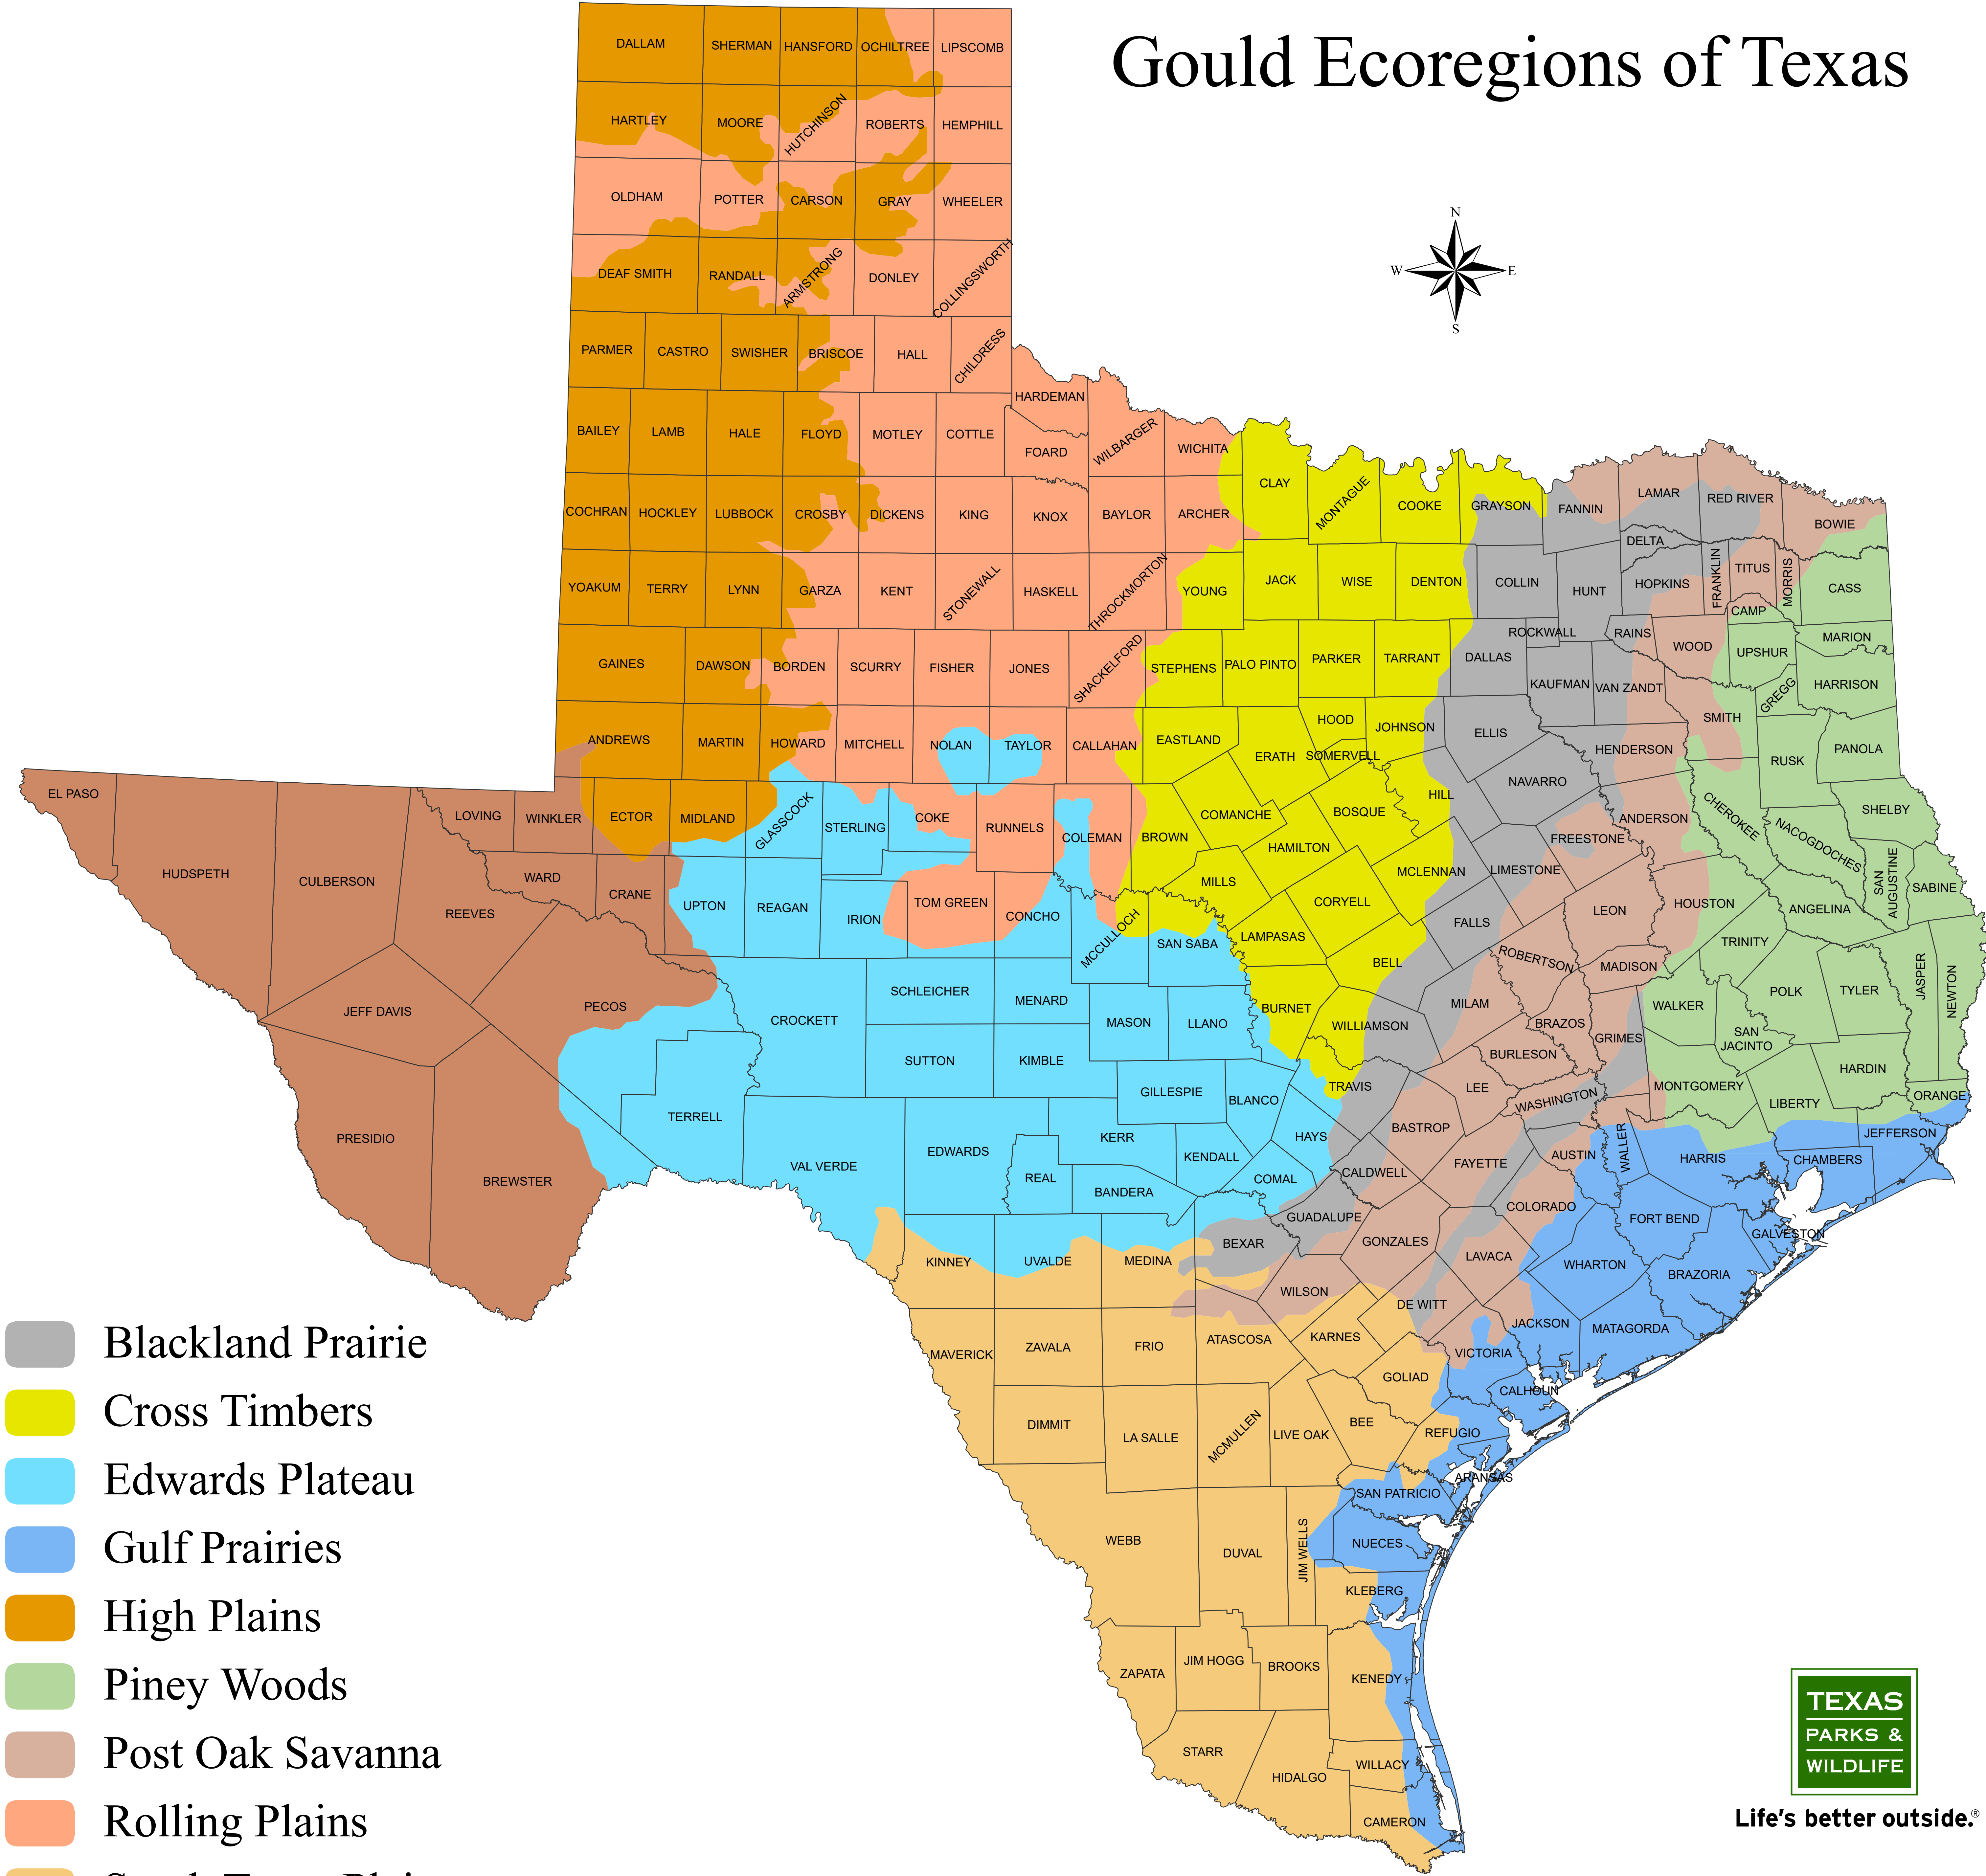 Gould Ecoregions of Texas
N
W E
S
DALLAM SHERMAN HANSFORD OCHILTREE LIPSCOMB
HARTLEY MOORE HUTCHINSON ROBERTS HEMPHILL
OLDHAM POTTER CARSON GRAY WHEELER
DEAF SMITH RANDALL ARMSTRONG DONLEY COLLINGSWORTH
PARMER CASTRO SWISHER BRISCOE HALL CHILDRESS
HARDEMAN
BAILEY LAMB HALE FLOYD MOTLEY COTTLE FOARD WILBARGER WICHITA
CLAY MONTAGUE COOKE GRAYSON FANNIN LAMAR RED RIVER BOWIE
COCHRAN HOCKLEY LUBBOCK CROSBY DICKENS KING KNOX BAYLOR ARCHER
DELTA HOPKINS FRANKLIN TITUS MORRIS CASS
YOAKUM TERRY LYNN GARZA KENT STONEWALL HASKELL THROCKMORTON YOUNG JACK WISE DENTON COLLIN HUNT
CAMP MARION
ROCKWALL RAINS WOOD UPSHUR
GAINES DAWSON BORDEN SCURRY FISHER JONES SHACKELFORD STEPHENS PALO PINTO PARKER TARRANT DALLAS
KAUFMAN VAN ZANDT GREGG HARRISON
SMITH
ANDREWS MARTIN HOWARD MITCHELL NOLAN TAYLOR CALLAHAN EASTLAND ERATH HOOD SOMERVELL JOHNSON ELLIS HENDERSON RUSK PANOLA
EL PASO LOVING WINKLER ECTOR MIDLAND GLASSCOCK STERLING COKE RUNNELS COLEMAN BROWN COMANCHE BOSQUE HILL NAVARRO
ANDERSON CHEROKEE NACOGDOCHES SHELBY
HAMILTON FREESTONE
HUDSPETH CULBERSON REEVES WARD CRANE UPTON REAGAN IRION TOM GREEN CONCHO MCCULLOCH MILLS CORYELL MCLENNAN LIMESTONE
SAN
AUGUSTINE
SABINE
SAN SABA LAMPASAS BELL FALLS LEON HOUSTON ANGELINA
TRINITY
ROBERTSON MADISON
JEFF DAVIS PECOS CROCKETT SCHLEICHER MENARD MASON LLANO BURNET WILLIAMSON MILAM
WALKER POLK TYLER JASPER NEWTON
BRAZOS GRIMES
SAN
JACINTO
SUTTON KIMBLE BURLESON
TRAVIS LEE WASHINGTON MONTGOMERY LIBERTY HARDIN ORANGE
TERRELL GILLESPIE BLANCO
PRESIDIO BREWSTER VAL VERDE EDWARDS KERR KENDALL HAYS BASTROP FAYETTE AUSTIN WALLER HARRIS CHAMBERS JEFFERSON
REAL BANDERA COMAL CALDWELL
GUADALUPE COLORADO FORT BEND GALVESTON
KINNEY UVALDE MEDINA BEXAR GONZALES LAVACA WHARTON BRAZORIA
WILSON DE WITT JACKSON MATAGORDA
MAVERICK ZAVALA FRIO ATASCOSA KARNES VICTORIA
GOLIAD CALHOUN
DIMMIT LA SALLE MCMULLEN LIVE OAK BEE REFUGIO
ARANSAS
SAN PATRICIO
WEBB DUVAL JIM WELLS NUECES
KLEBERG
ZAPATA JIM HOGG BROOKS KENEDY
STARR HIDALGO WILLACY
CAMERON
Blackland Prairie
Cross Timbers
Edwards Plateau
Gulf Prairies
High Plains
Piney Woods
Post Oak Savanna
Rolling Plains
TEXAS
PARKS &
WILDLIFE
Life's better outside.®